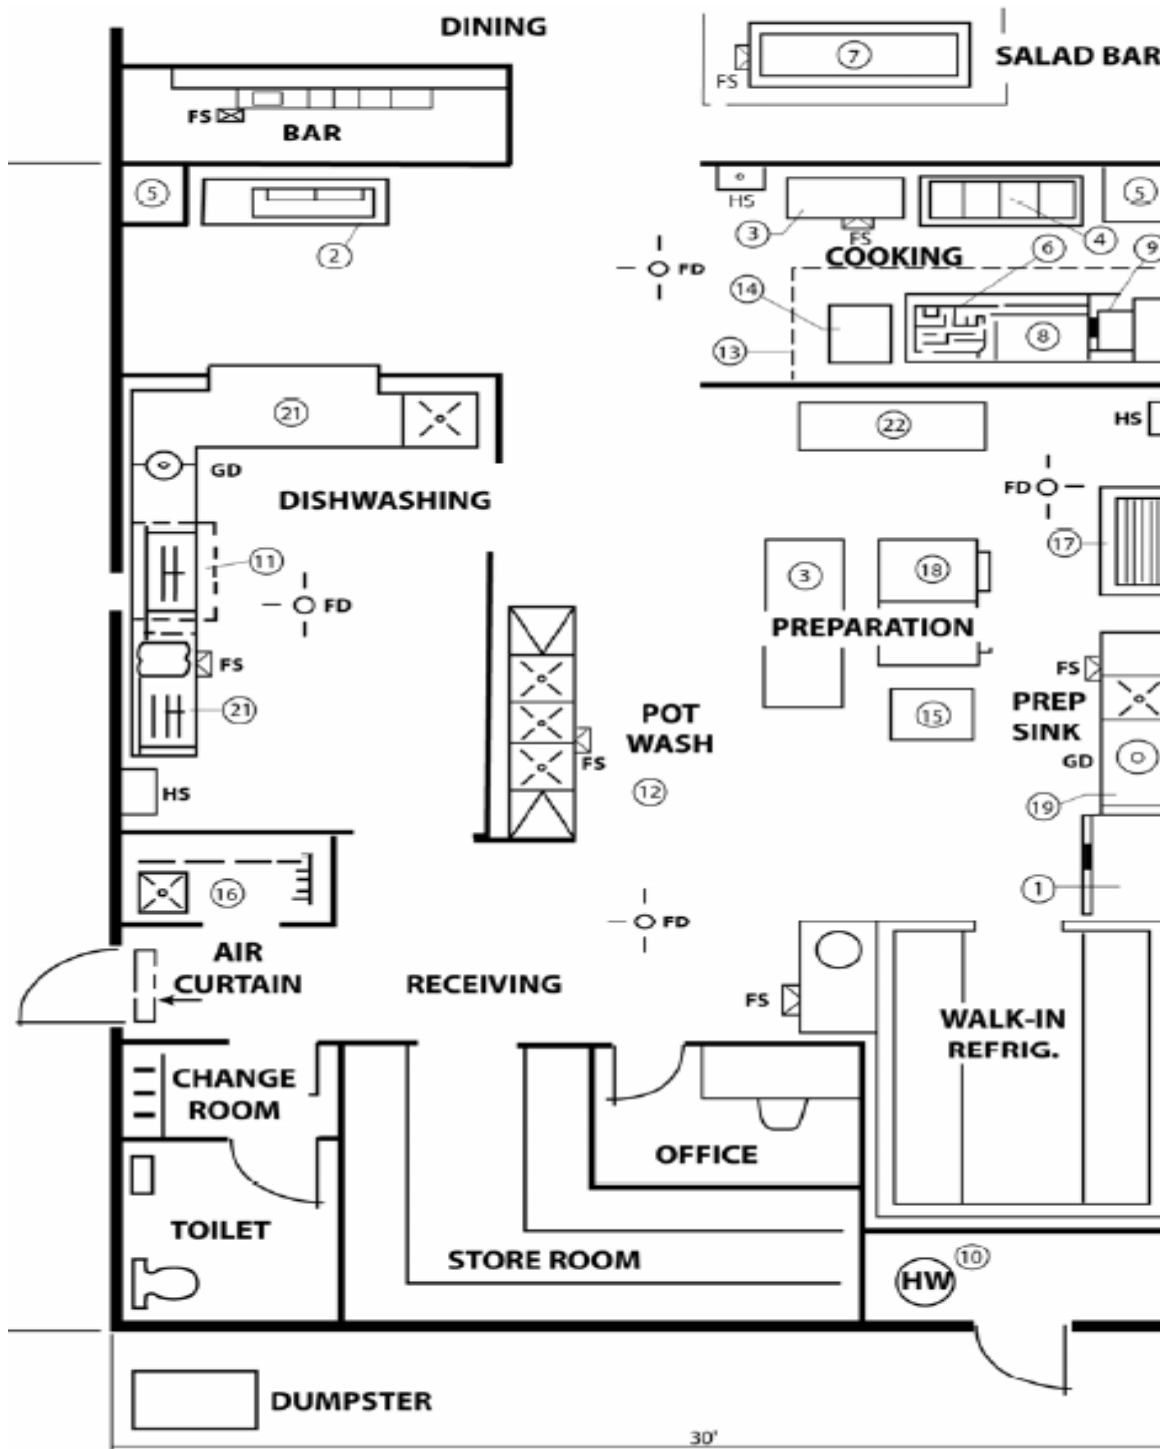 DINING
7
SALAD BAR
FS
FS
BAR
5
HS
3
FS
4
5
2
COOKING
6
9
FD
14
13
8
21
22
HS
GD
DISHWASHING
FD
17
11
3
18
FD
PREPARATION
FS
FS
21
15
PREP
SINK
POT
WASH
FS
GD
HS
12
19
16
1
FD
AIR
CURTAIN
RECEIVING
FS
WALK-IN
REFRIG.
CHANGE
ROOM
OFFICE
TOILET
STORE ROOM
10
HW
DUMPSTER
30'